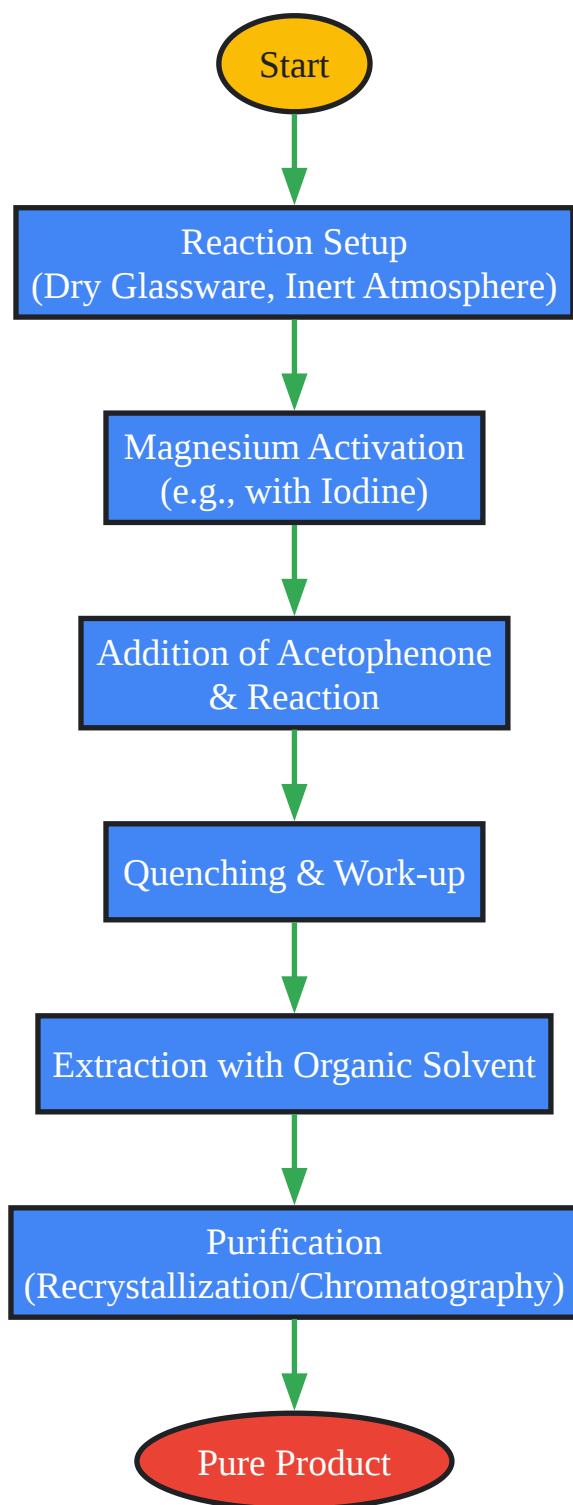 Start
Reaction Setup
(Dry Glassware, Inert Atmosphere)
Magnesium Activation
(e.g., with Iodine)
Addition of Acetophenone
& Reaction
Quenching & Work-up
Extraction with Organic Solvent
Purification
(Recrystallization/Chromatography)
Pure Product